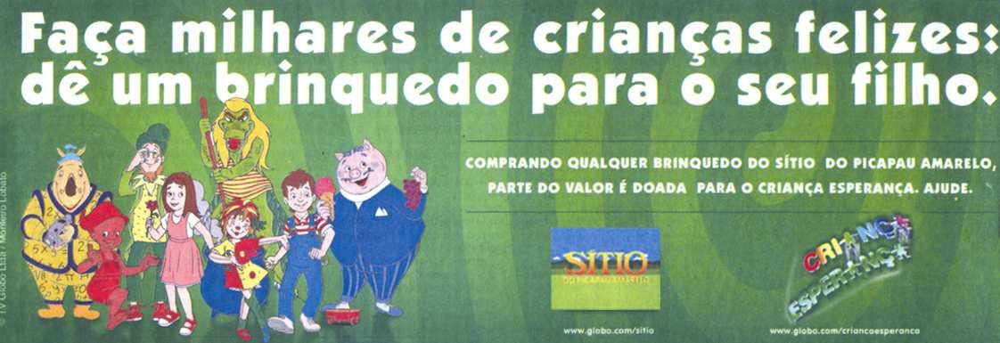 Faça milhares de crianças felizes:
dê um brinquedo para o seu filho.
COMPRANDO QUALQUER BRINQUEDO DO SÍTIO DO PICAPAU AMARELO,
PARTE DO VALOR É DOADA PARA O CRIANÇA ESPERANÇA. AJUDE.
SÍTIO
DO PICAPAU AMARELO
CRIANÇA
ESPERANÇA
www.globo.com/sitio
www.globo.com/criancaesperanca
© TV Globo Ltda / Monteiro Lobato